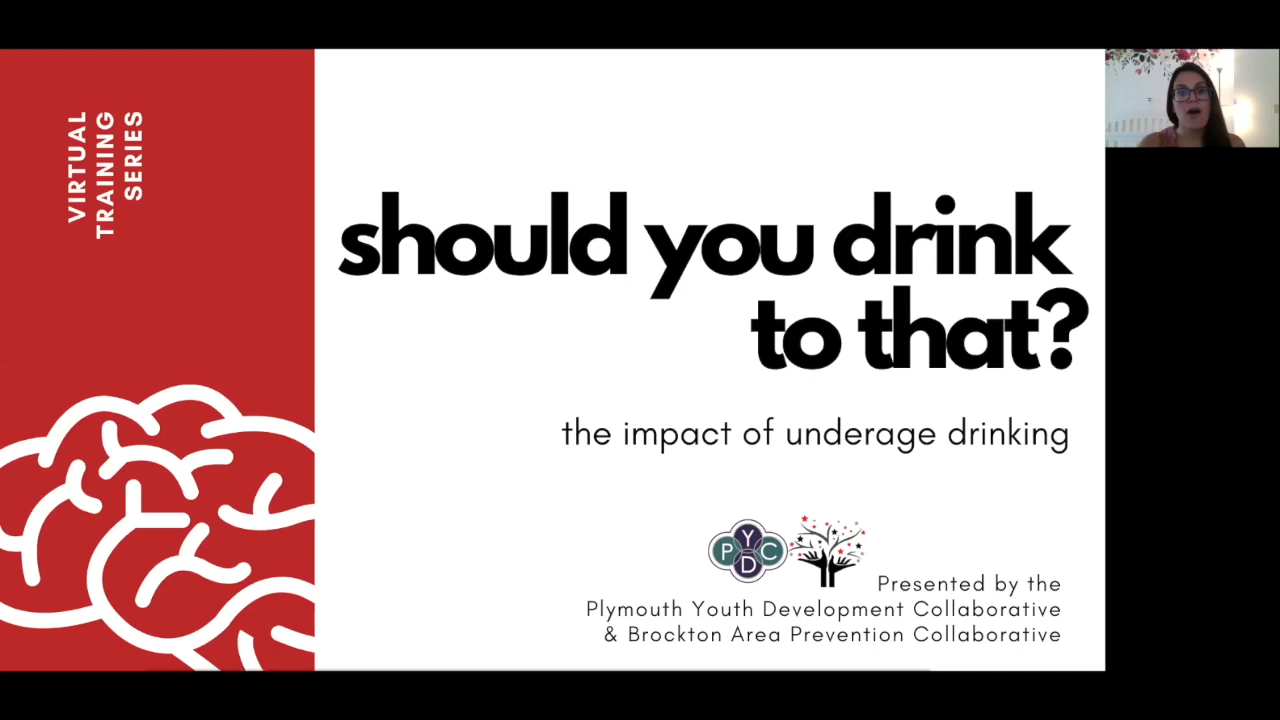 VIRTUAL
TRAINING
SERIES
should you drink
to that?
the impact of underage drinking
Y
P C
D
Presented by the
Plymouth Youth Development Collaborative
& Brockton Area Prevention Collaborative